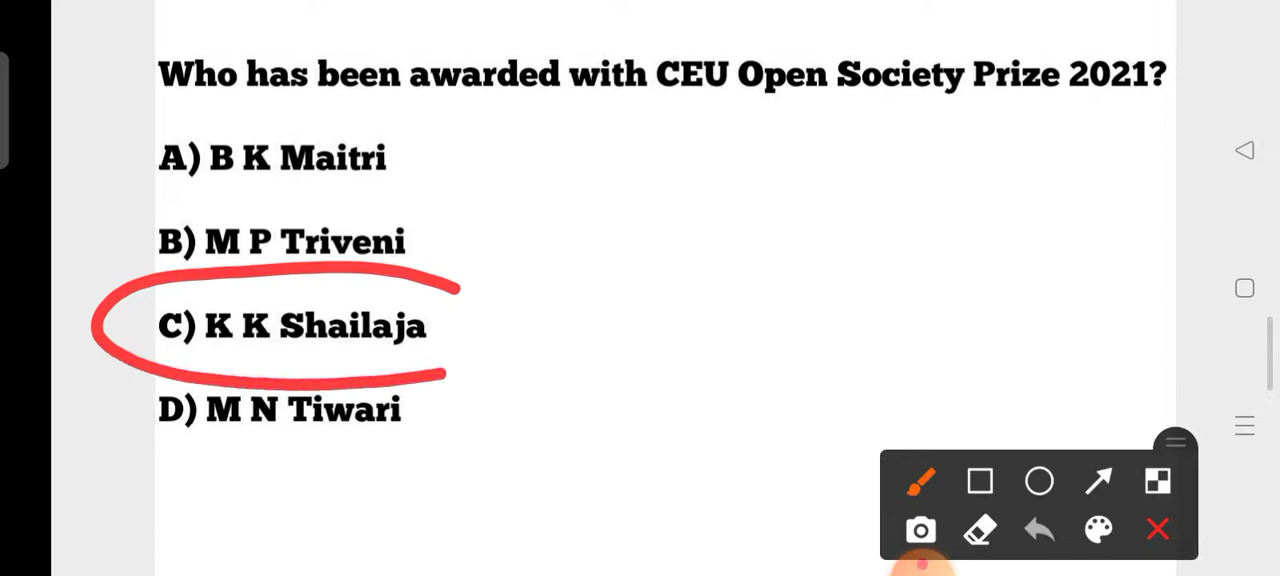 Who has been awarded with CEU Open Society Prize 2021?
A) B K Maitri
B) M P Triveni
C) K K Shailaja
D) M N Tiwari